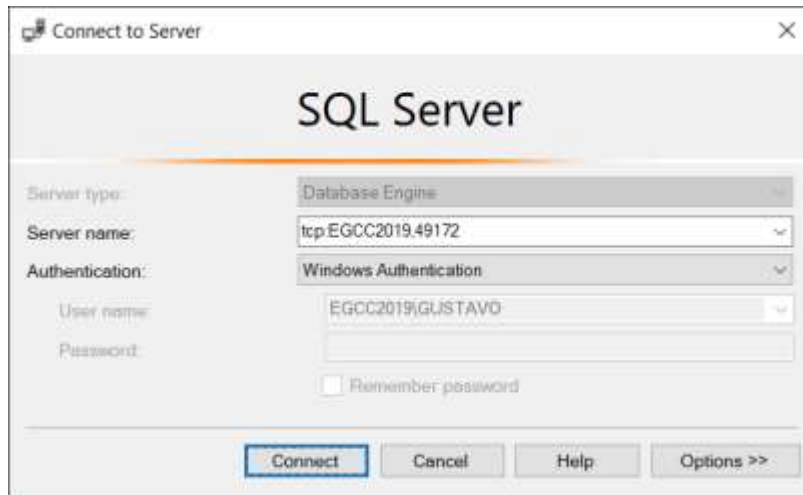 Connect to Server
SQL Server
Server type: Database Engine
Server name: tcp:EGCC2019.49172
Authentication: Windows Authentication
User name: EGCC2019\GUSTAVO
Password:
Remember password
Connect Cancel Help Options >>